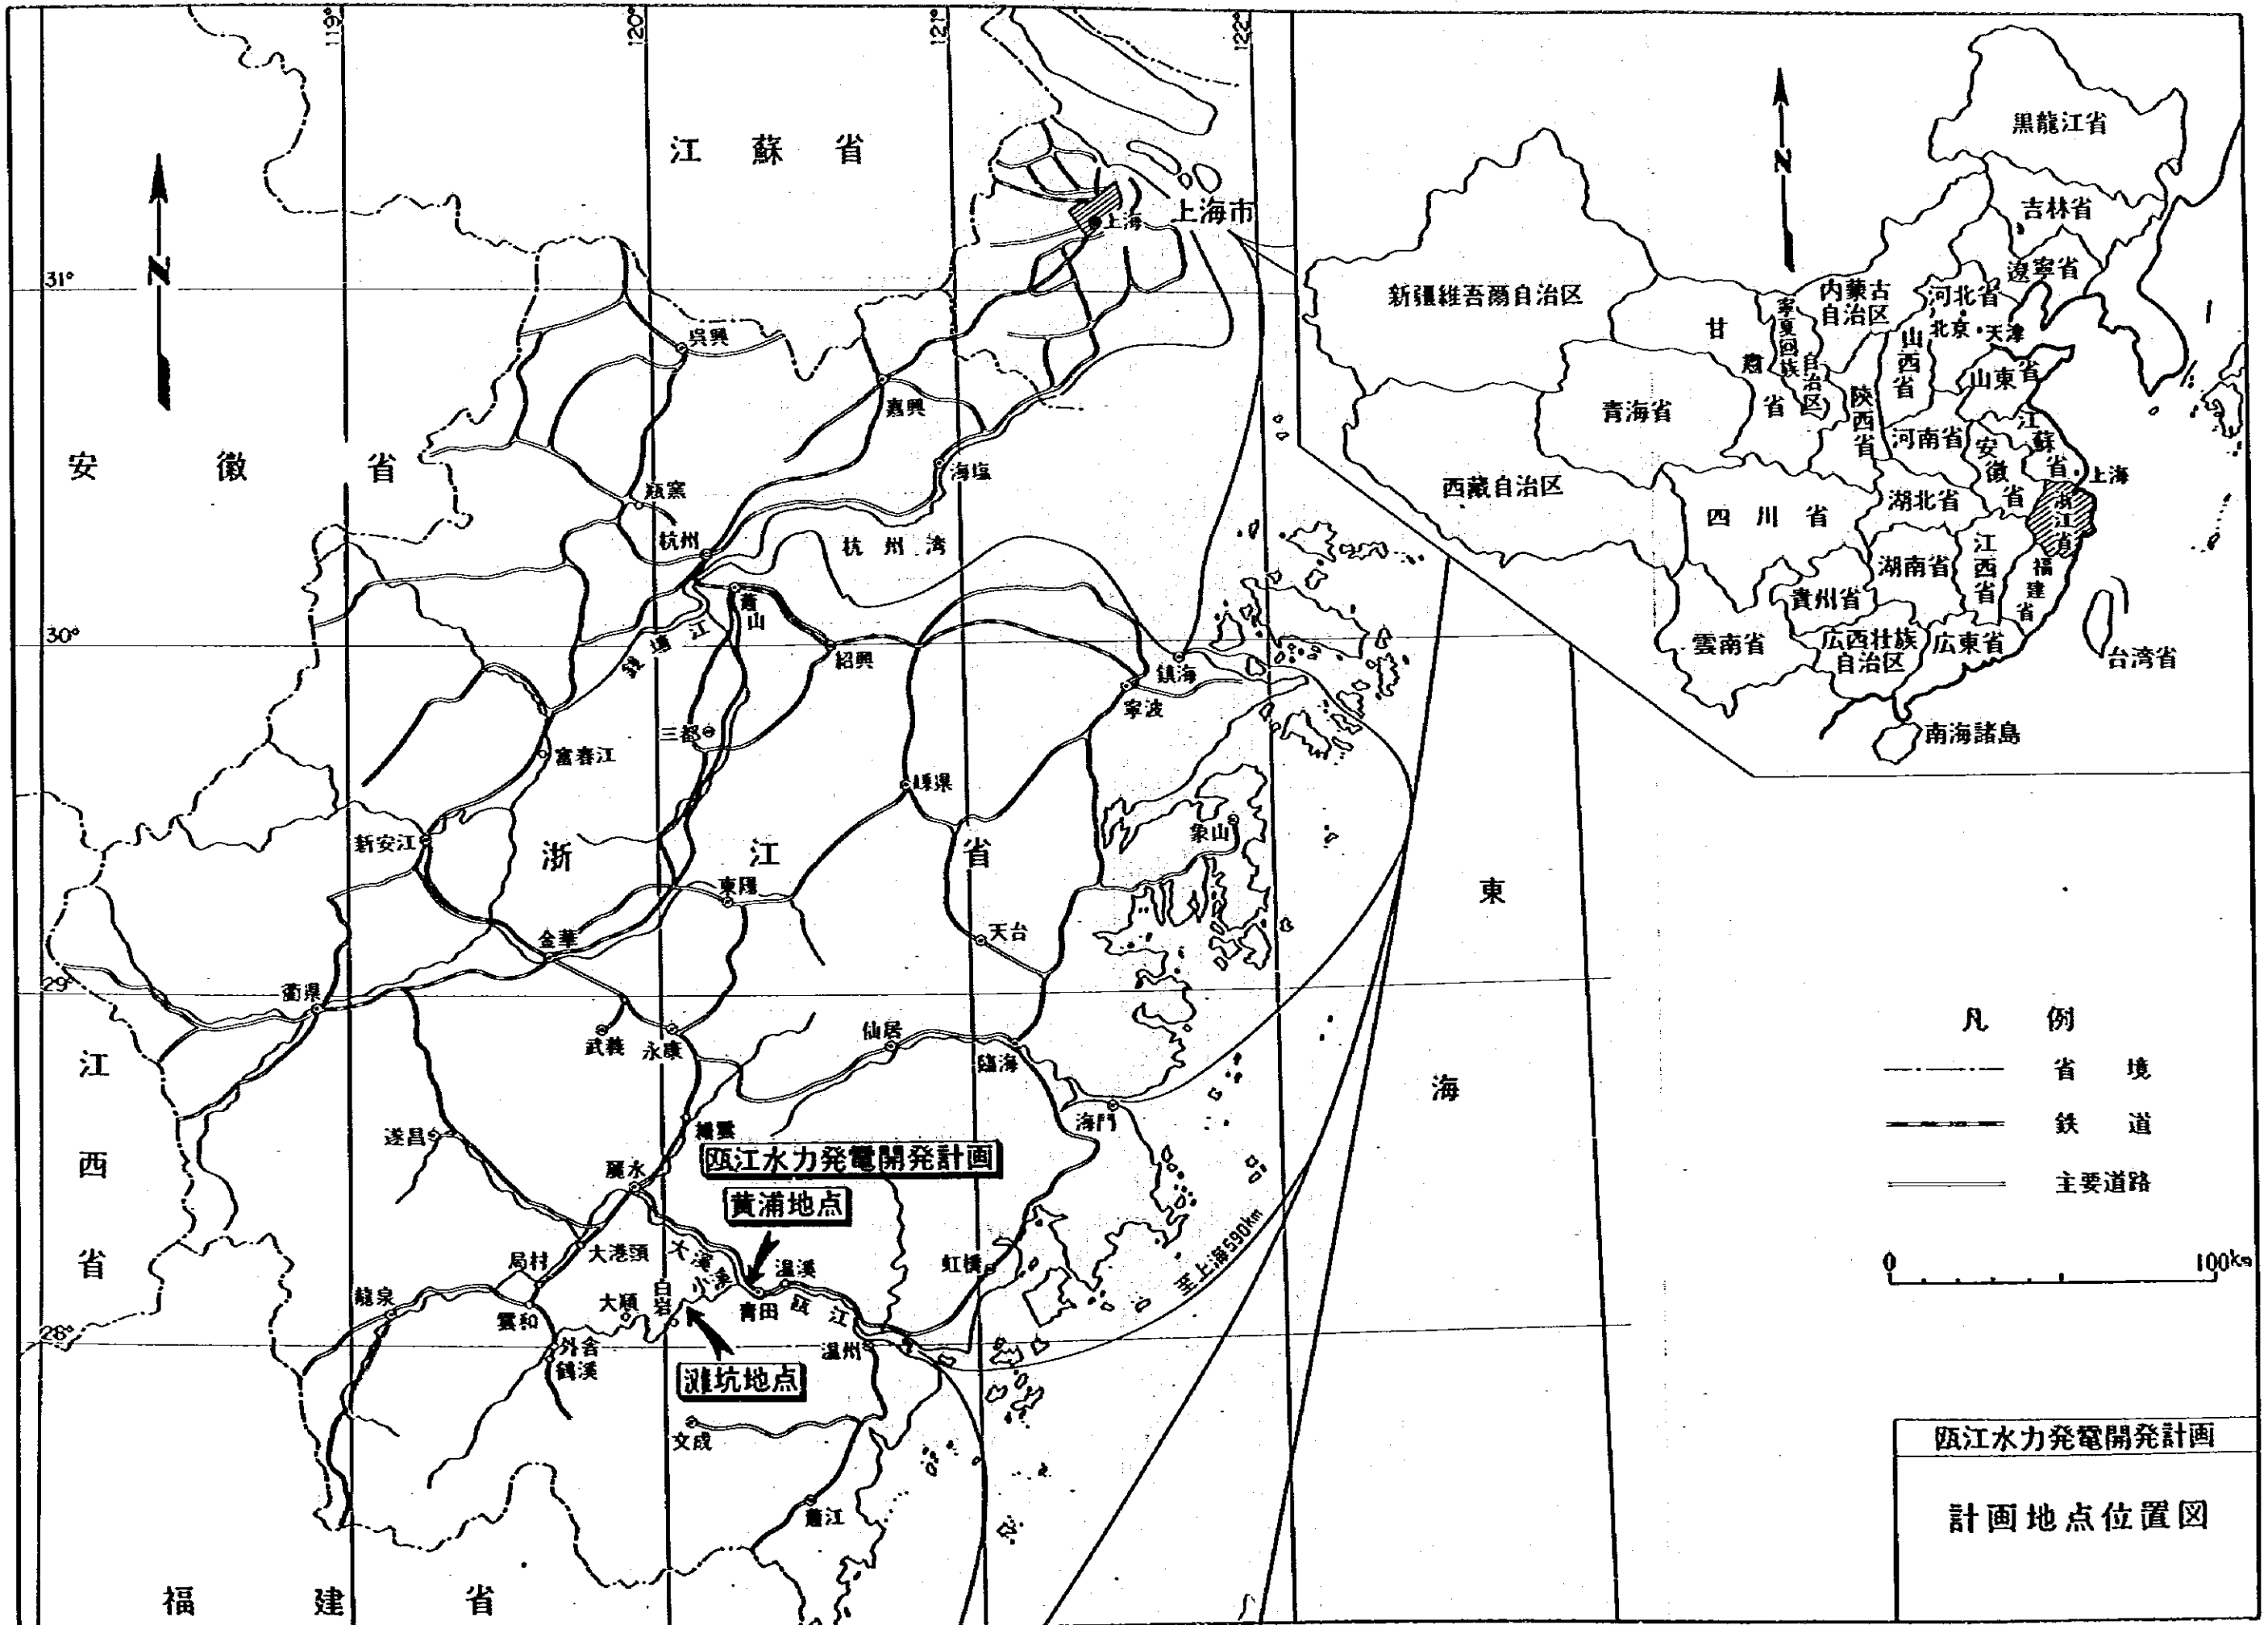 119°
120°
121°
122°
31°
30°
29°
28°
N
江蘇省
上海市
上海
安徽省
呉興
嘉興
海塩
瓶窯
杭州
杭州湾
蕭山
銭塘江
紹興
鎮海
寧波
三都
富春江
嵊県
象山
新安江
浙江省
東陽
金華
天台
衢県
武義
永康
仙居
臨海
海門
江西省
遂昌
縉雲
麗水
甌江水力発電開発計画
黄浦地点
大港頭
局村
大溪
小溪
白岩
温溪
青田
甌江
虹橋
龍泉
雲和
大順
外舎
鶴溪
温州
灘坑地点
文成
蕭江
福建省
至上海590km
東海
N
黒龍江省
吉林省
遼寧省
新疆維吾爾自治区
内蒙古
自治区
河北省
北京
天津
甘肅省
寧夏回族自治区
山西省
山東省
青海省
陝西省
河南省
江蘇省
安徽省
上海
西蔵自治区
四川省
湖北省
浙江省
湖南省
江西省
福建省
貴州省
雲南省
広西壮族
自治区
広東省
台湾省
南海諸島
凡例
省境
鉄道
主要道路
0 100km
甌江水力発電開発計画
計画地点位置図